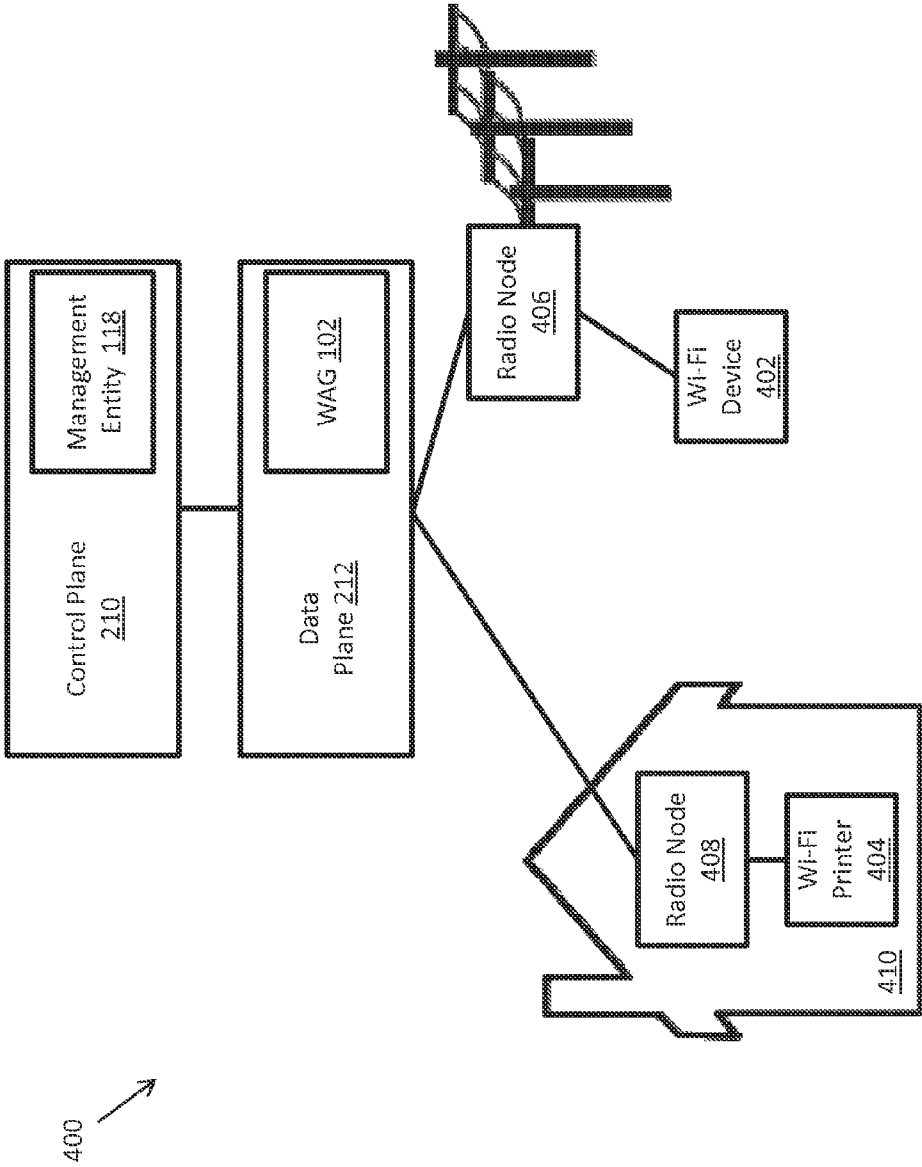 400
Control Plane
210
Management
Entity 118
Data
Plane 212
WAG 102
Radio Node
406
Wi-Fi
Device
402
Radio Node
408
Wi-Fi
Printer
404
410